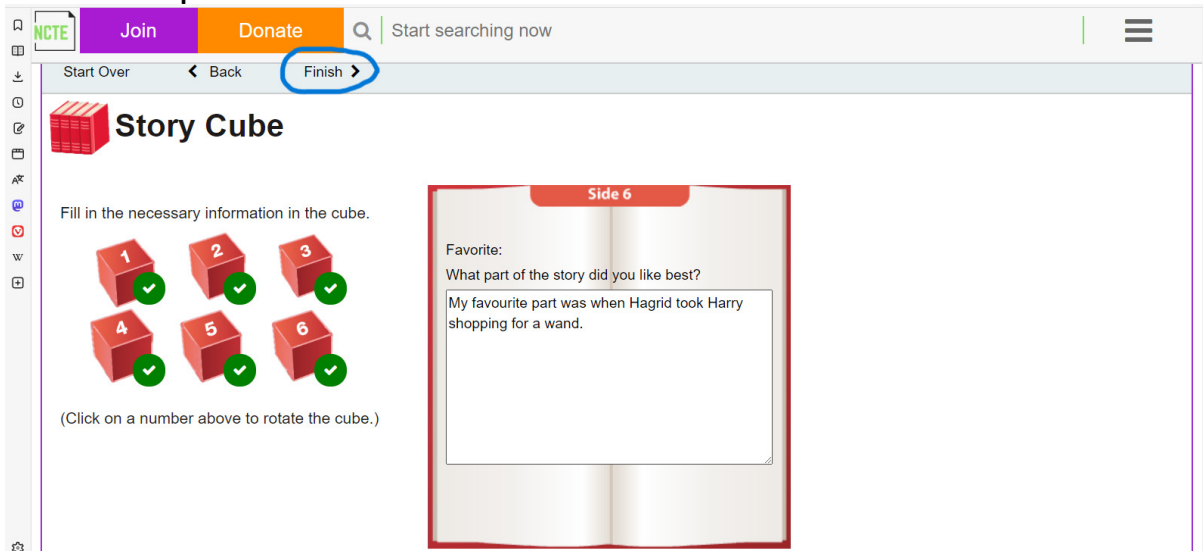 NCTE
Join
Donate
Start searching now
Start Over
Back
Finish
Story Cube
Fill in the necessary information in the cube.
1
2
3
4
5
6
(Click on a number above to rotate the cube.)
Side 6
Favorite:
What part of the story did you like best?
My favourite part was when Hagrid took Harry
shopping for a wand.